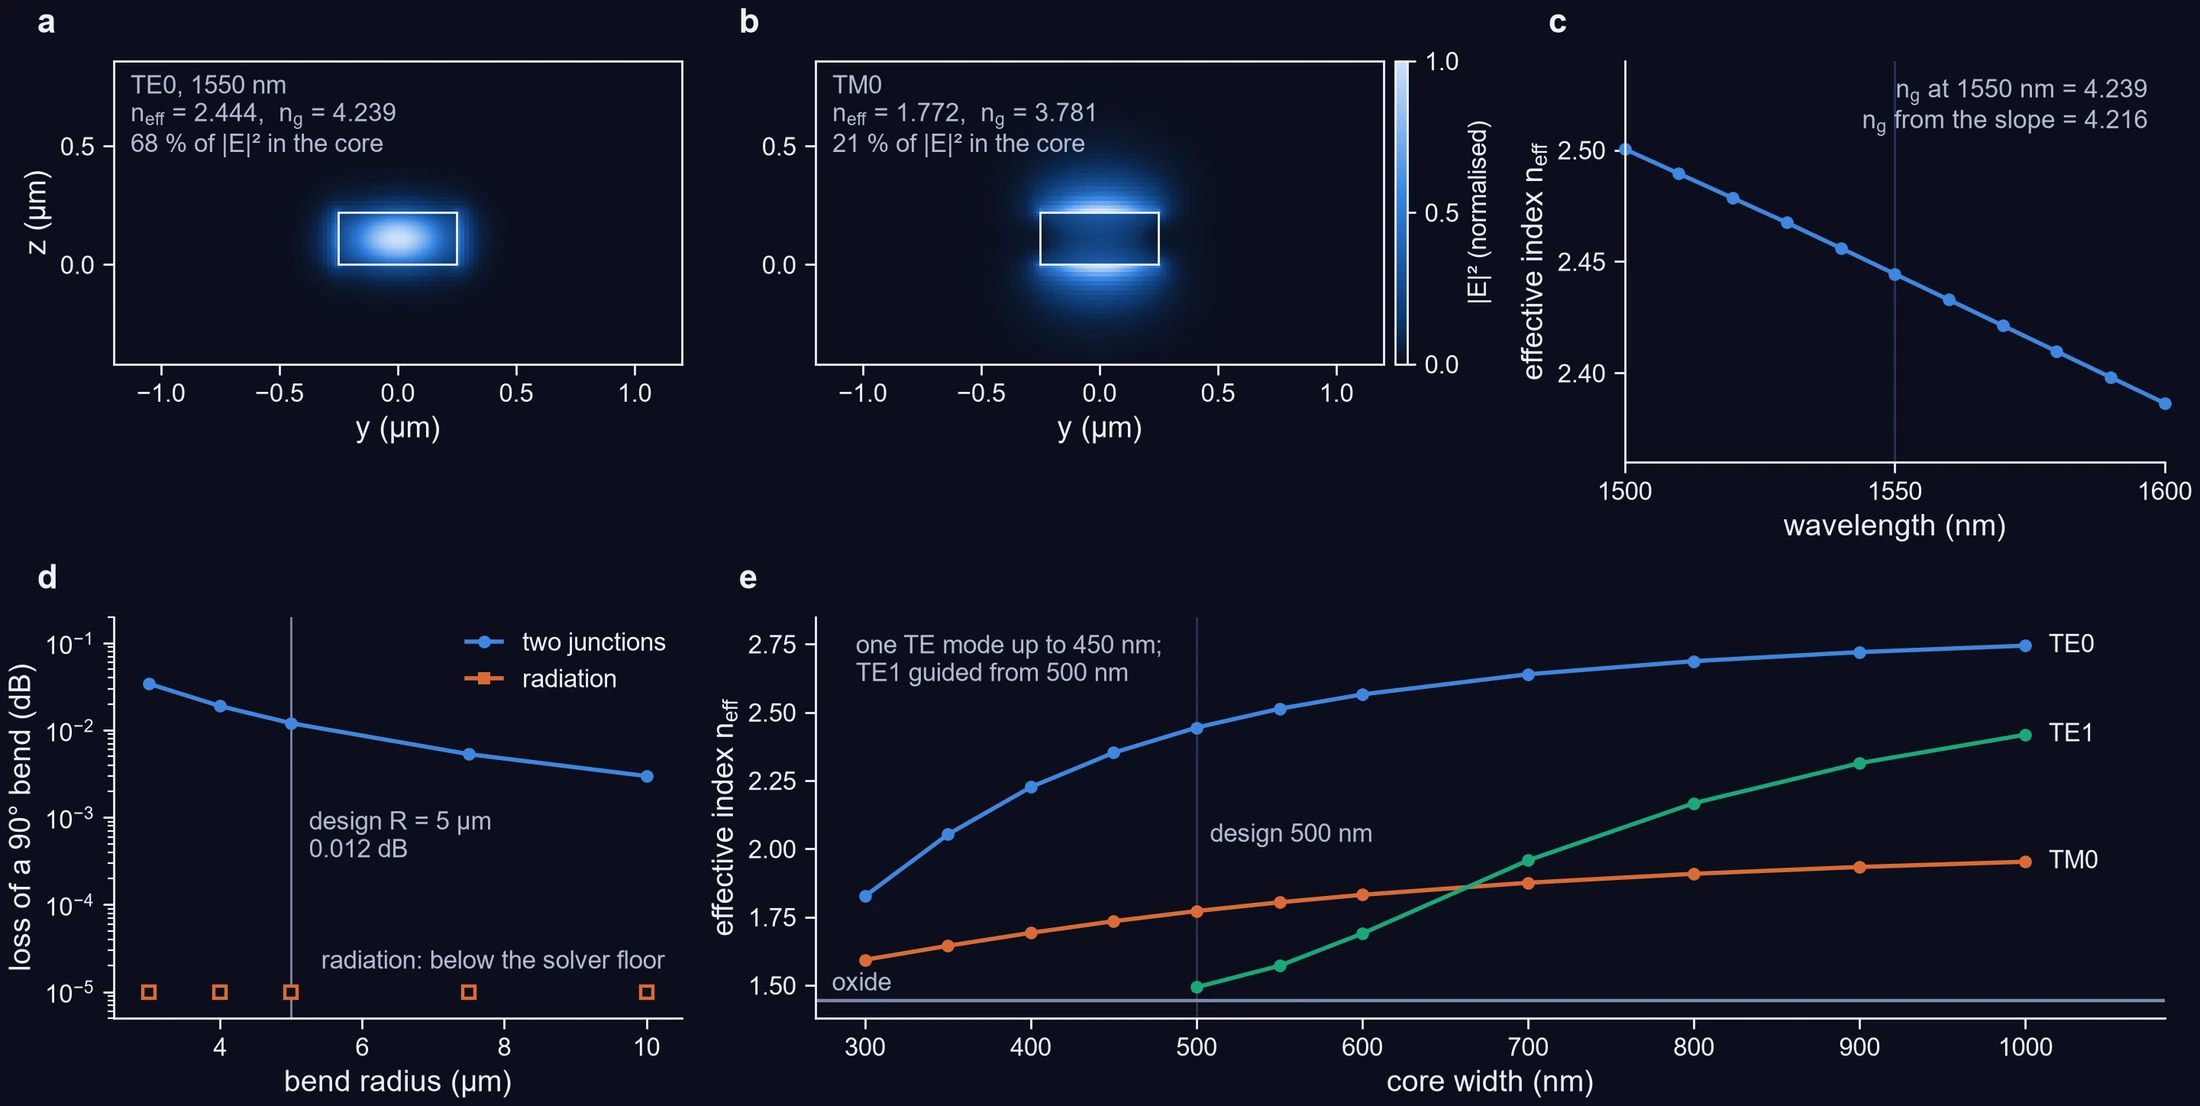 a
TE0, 1550 nm
neff = 2.444, ng = 4.239
68 % of |E|² in the core
0.5
0.0
z (µm)
−1.0
−0.5
0.0
0.5
1.0
y (µm)
b
TM0
neff = 1.772, ng = 3.781
21 % of |E|² in the core
0.5
0.0
−1.0
−0.5
0.0
0.5
1.0
y (µm)
1.0
0.5
0.0
|E|² (normalised)
c
ng at 1550 nm = 4.239
ng from the slope = 4.216
2.50
2.45
2.40
effective index neff
1500
1550
1600
wavelength (nm)
d
two junctions
radiation
design R = 5 µm
0.012 dB
radiation: below the solver floor
10⁻¹
10⁻²
10⁻³
10⁻⁴
10⁻⁵
loss of a 90° bend (dB)
4
6
8
10
bend radius (µm)
e
one TE mode up to 450 nm;
TE1 guided from 500 nm
design 500 nm
oxide
TE0
TE1
TM0
2.75
2.50
2.25
2.00
1.75
1.50
effective index neff
300
400
500
600
700
800
900
1000
core width (nm)